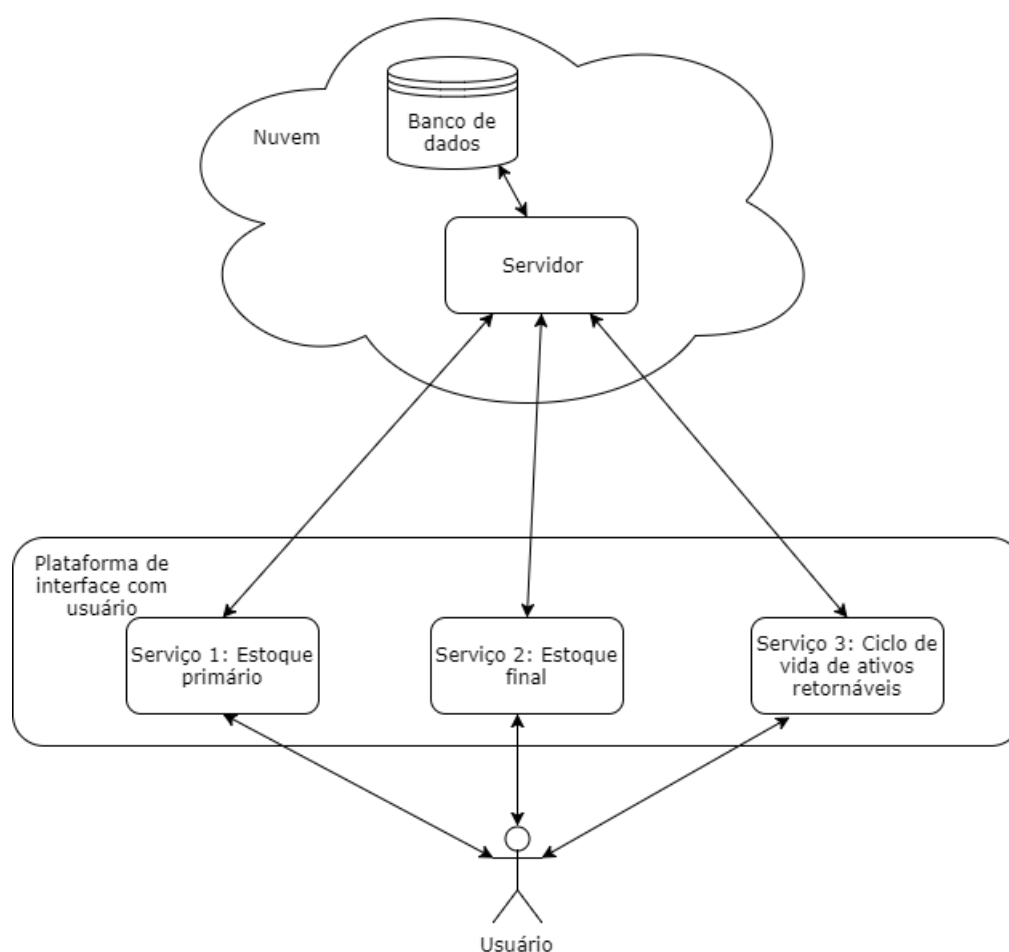 Banco de
dados
Nuvem
Servidor
Plataforma de
interface com
usuário
Serviço 1: Estoque
primário
Serviço 2: Estoque
final
Serviço 3: Ciclo de
vida de ativos
retornáveis
Usuário